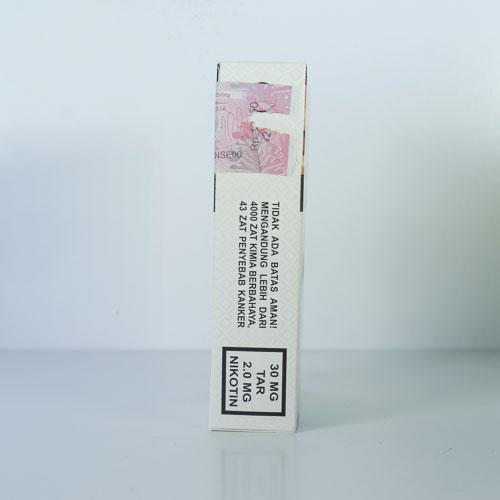 NSE00
TIDAK ADA BATAS AMAN!
MENGANDUNG LEBIH DARI
4000 ZAT KIMIA BERBAHAYA,
43 ZAT PENYEBAB KANKER
30 MG
TAR
2.0 MG
NIKOTIN